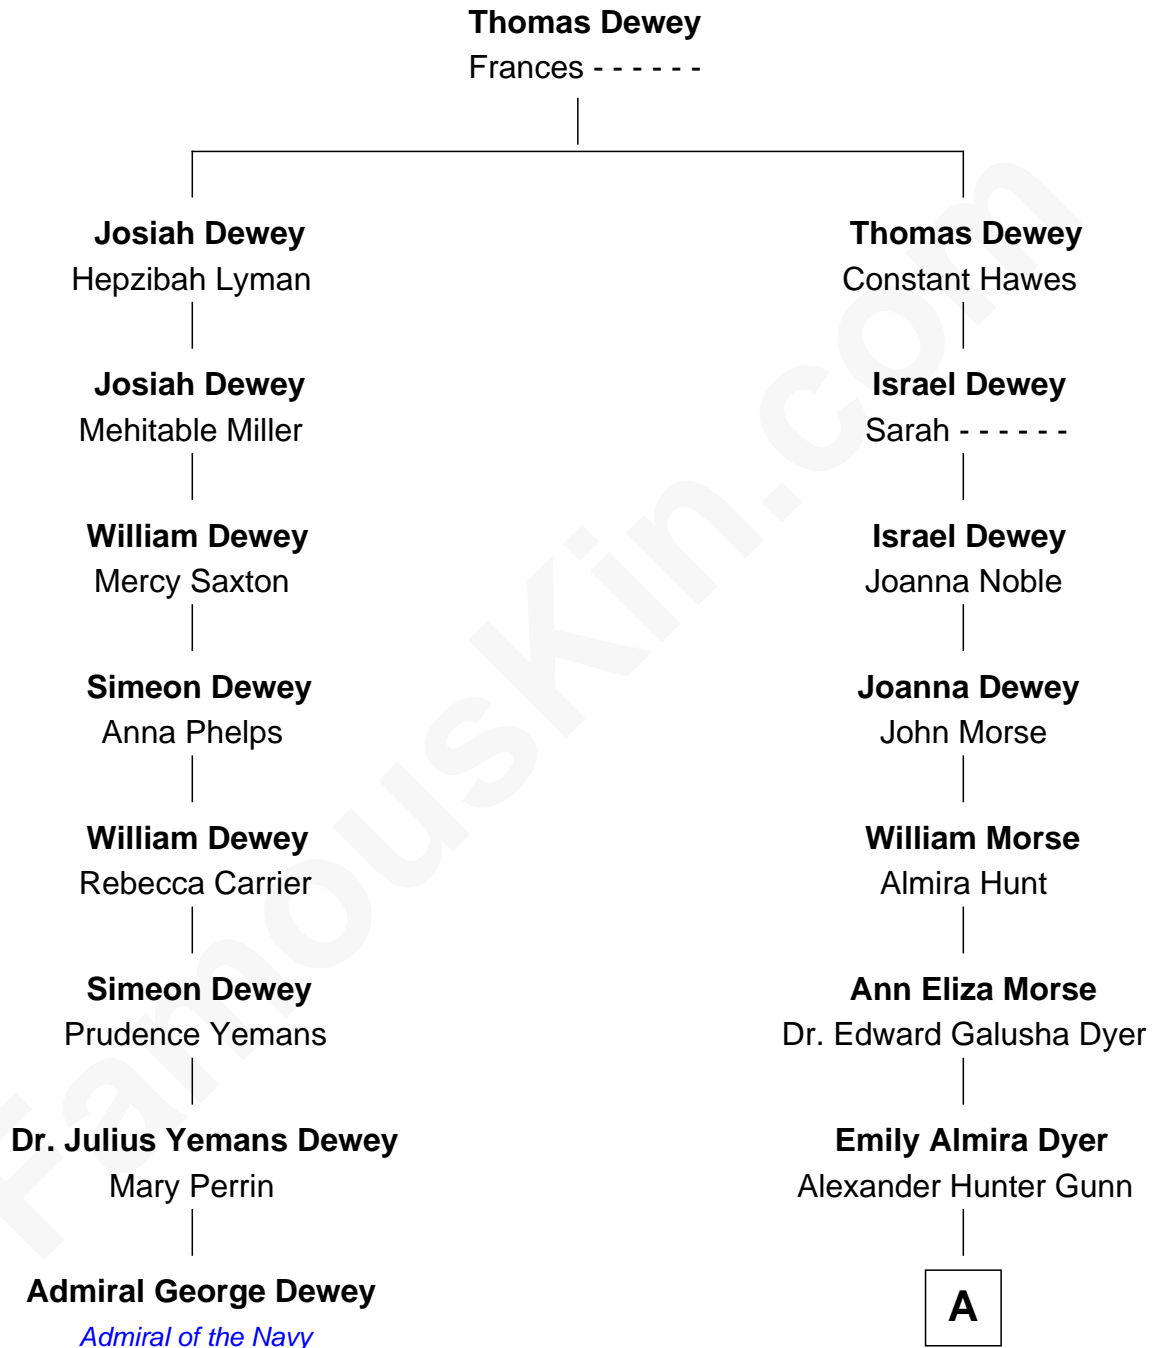 Thomas Dewey
Frances - - - - - -
Josiah Dewey
Hepzibah Lyman
Josiah Dewey
Mehitable Miller
William Dewey
Mercy Saxton
Simeon Dewey
Anna Phelps
William Dewey
Rebecca Carrier
Simeon Dewey
Prudence Yemans
Dr. Julius Yemans Dewey
Mary Perrin
Admiral George Dewey
Admiral of the Navy
Thomas Dewey
Constant Hawes
Israel Dewey
Sarah - - - - - -
Israel Dewey
Joanna Noble
Joanna Dewey
John Morse
William Morse
Almira Hunt
Ann Eliza Morse
Dr. Edward Galusha Dyer
Emily Almira Dyer
Alexander Hunter Gunn
A
FamousKin.com